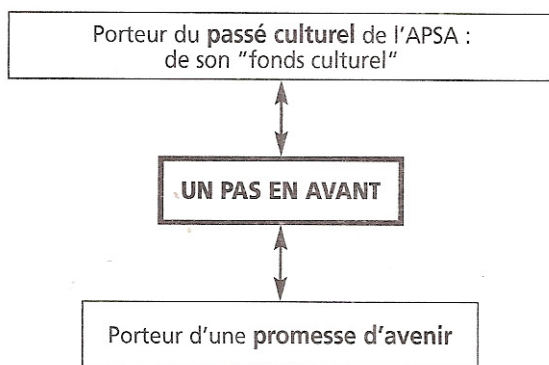 Porteur du passé culturel de l'APSA :
de son "fonds culturel"
UN PAS EN AVANT
Porteur d'une promesse d'avenir